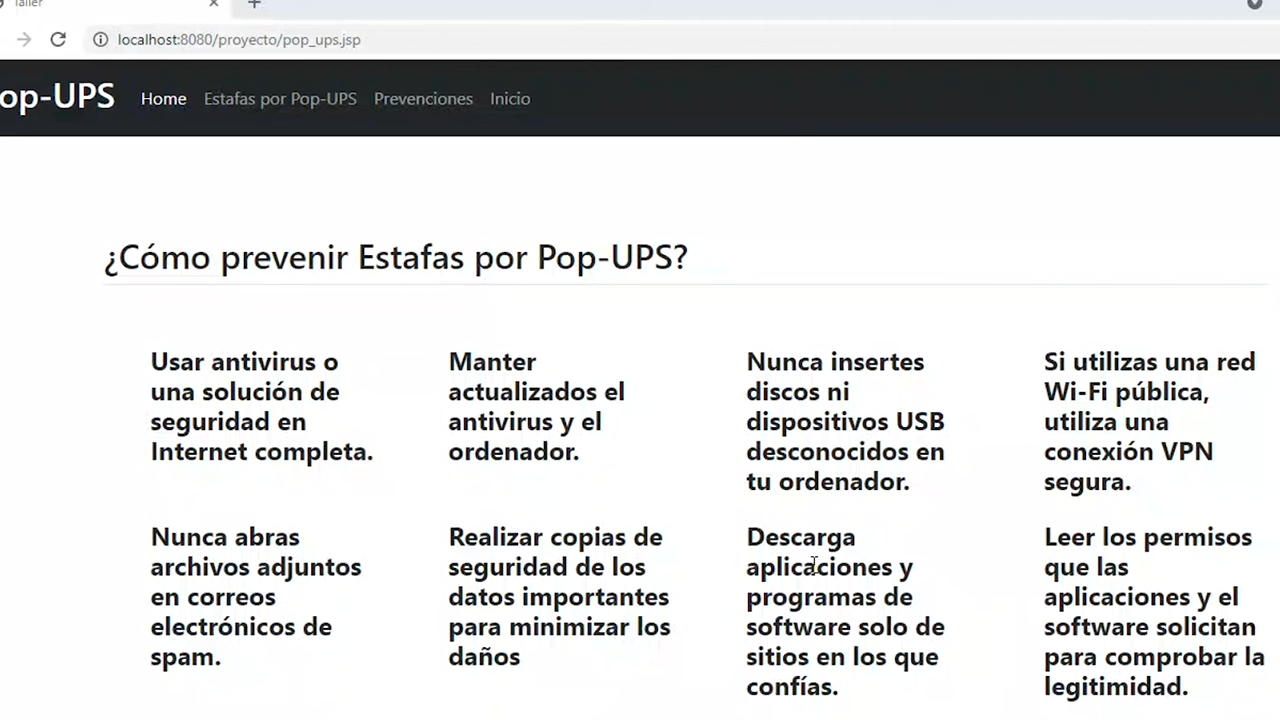 Taller
localhost:8080/proyecto/pop_ups.jsp
op-UPS Home Estafas por Pop-UPS Prevenciones Inicio
¿Cómo prevenir Estafas por Pop-UPS?
Usar antivirus o
una solución de
seguridad en
Internet completa.
Manter
actualizados el
antivirus y el
ordenador.
Nunca insertes
discos ni
dispositivos USB
desconocidos en
tu ordenador.
Si utilizas una red
Wi-Fi pública,
utiliza una
conexión VPN
segura.
Nunca abras
archivos adjuntos
en correos
electrónicos de
spam.
Realizar copias de
seguridad de los
datos importantes
para minimizar los
daños
Descarga
aplicaciones y
programas de
software solo de
sitios en los que
confías.
Leer los permisos
que las
aplicaciones y el
software solicitan
para comprobar la
legitimidad.